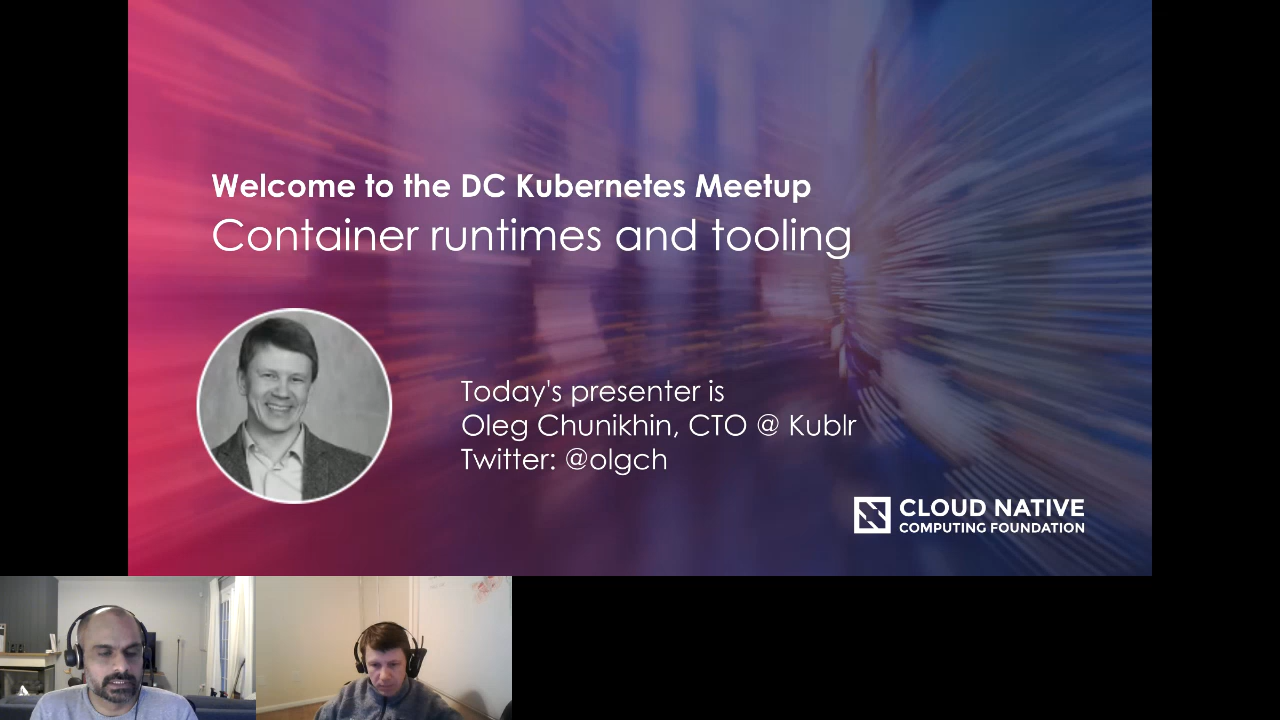 Welcome to the DC Kubernetes Meetup
Container runtimes and tooling
Today's presenter is
Oleg Chunikhin, CTO @ Kublr
Twitter: @olgch
CLOUD NATIVE
COMPUTING FOUNDATION